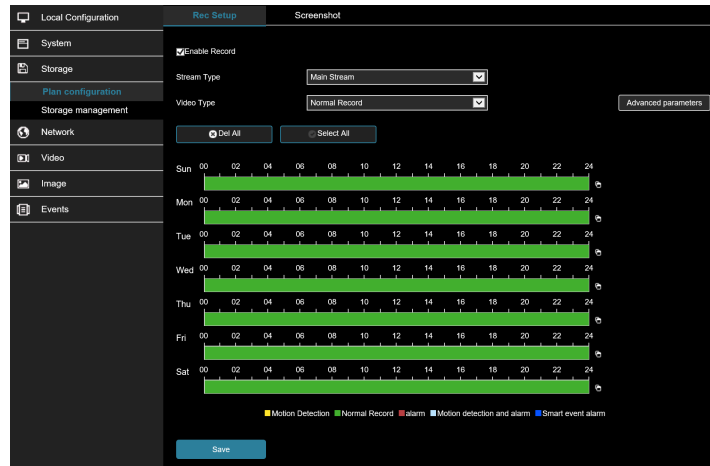 Local Configuration
Rec Setup
Screenshot
System
Enable Record
Storage
Stream Type
Main Stream
Plan configuration
Storage management
Video Type
Normal Record
Advanced parameters
Network
Del All
Select All
Video
Image
Events
Sun 00 02 04 06 08 10 12 14 16 18 20 22 24
Mon 00 02 04 06 08 10 12 14 16 18 20 22 24
Tue 00 02 04 06 08 10 12 14 16 18 20 22 24
Wed 00 02 04 06 08 10 12 14 16 18 20 22 24
Thu 00 02 04 06 08 10 12 14 16 18 20 22 24
Fri 00 02 04 06 08 10 12 14 16 18 20 22 24
Sat 00 02 04 06 08 10 12 14 16 18 20 22 24
Motion Detection Normal Record alarm Motion detection and alarm Smart event alarm
Save